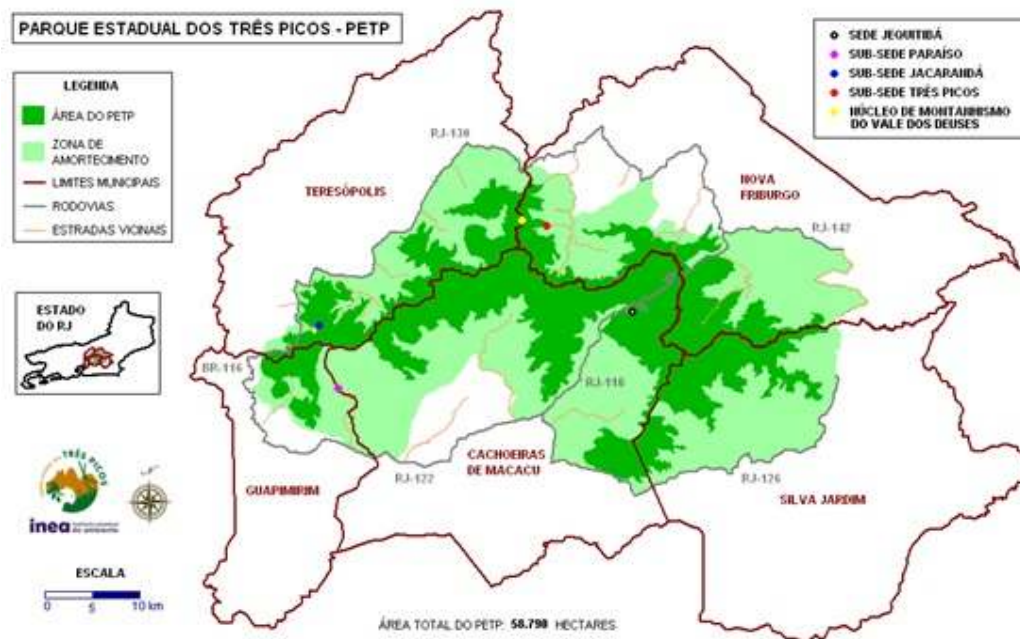 PARQUE ESTADUAL DOS TRÊS PICOS - PETP
LEGENDA
ÁREA DO PETP
ZONA DE
AMORTECIMENTO
LIMITES MUNICIPAIS
RODOVIAS
ESTRADAS VICINAIS
SEDE JEQUITIBÁ
SUB-SEDE PARAÍSO
SUB-SEDE JACARANDÁ
SUB-SEDE TRÊS PICOS
NÚCLEO DE MONTANHISMO
DO VALE DOS DEUSES
RJ-130
TERESÓPOLIS
NOVA
FRIBURGO
RJ-142
ESTADO
DO RJ
BR-116
RJ-116
GUAPIMIRIM
RJ-122
CACHOEIRAS
DE MACACU
RJ-126
SILVA JARDIM
TRÊS PICOS
inea
ESCALA
0 5 10 km
ÁREA TOTAL DO PETP: 58.790 HECTARES